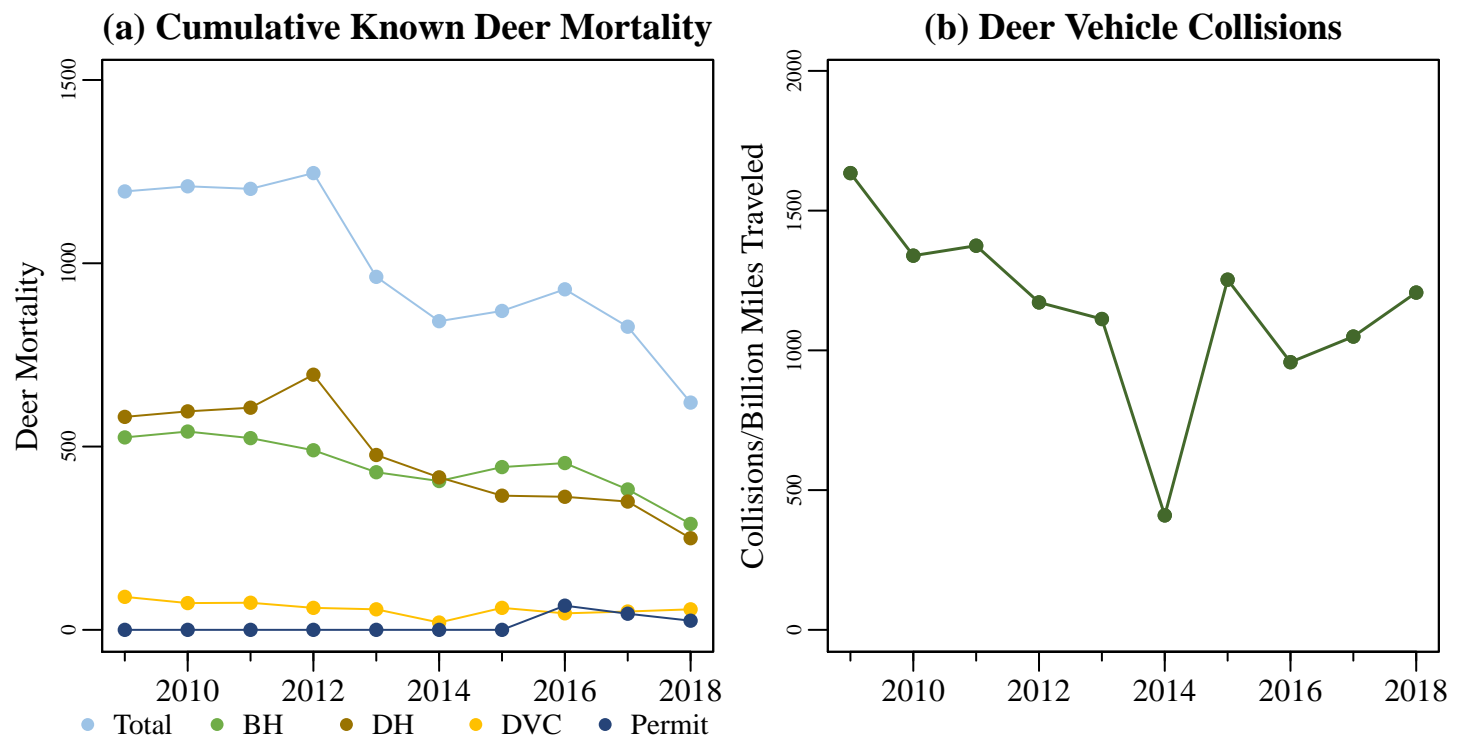 (a) Cumulative Known Deer Mortality
Deer Mortality
1500
1000
500
0
2010 2012 2014 2016 2018
Total BH DH DVC Permit
(b) Deer Vehicle Collisions
Collisions/Billion Miles Traveled
2000
1500
1000
500
0
2010 2012 2014 2016 2018